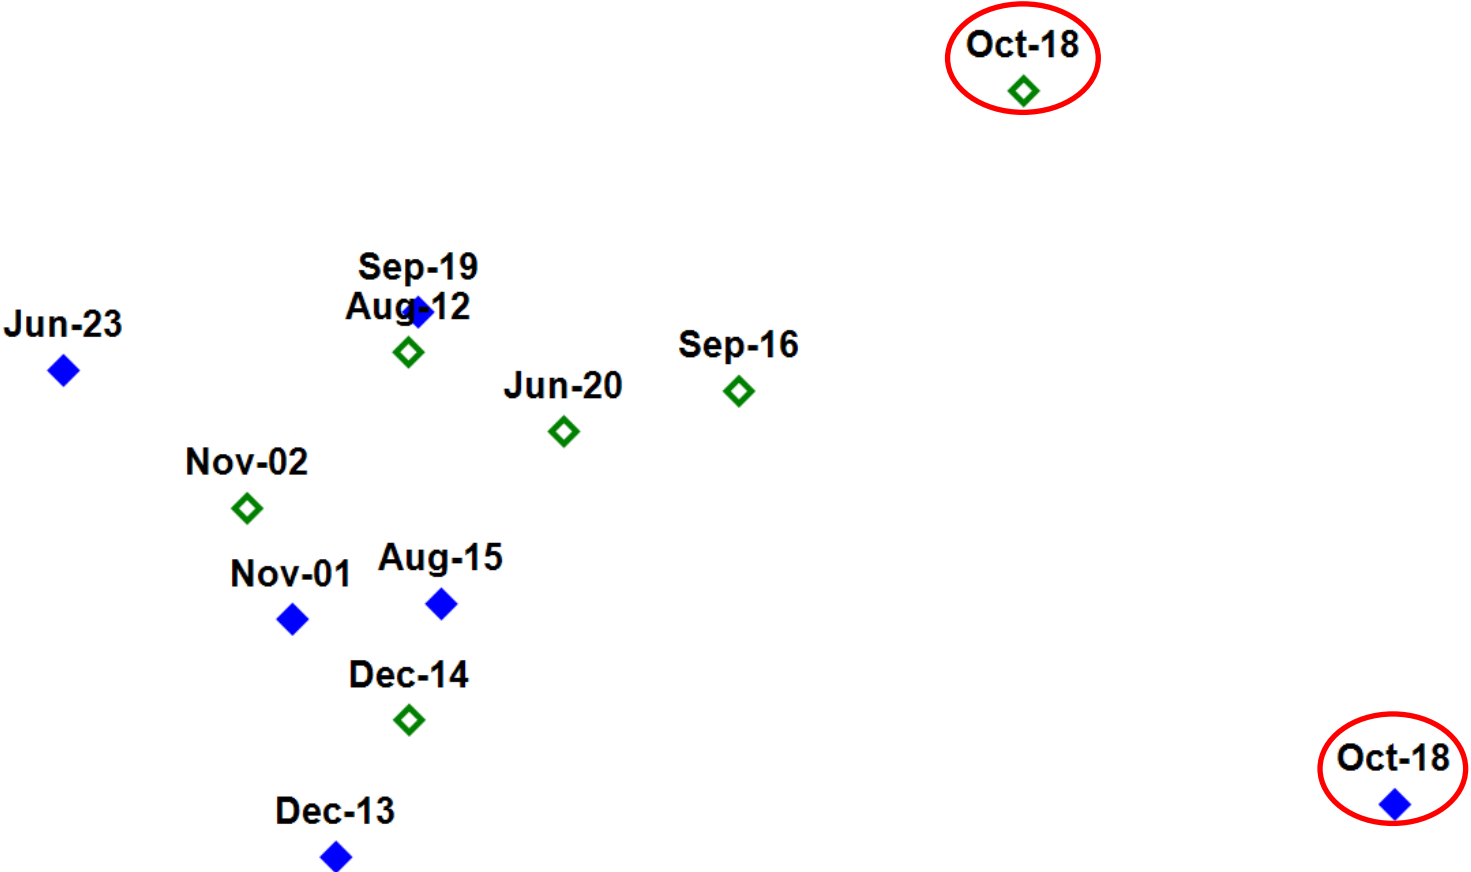 Oct-18
Sep-19
Aug-12
Jun-23
Sep-16
Jun-20
Nov-02
Aug-15
Nov-01
Dec-14
Oct-18
Dec-13